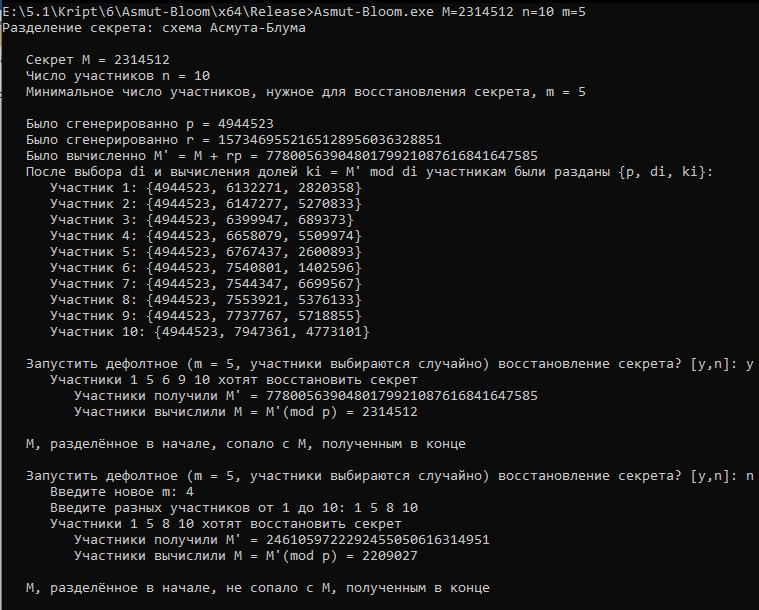 E:\5.1\Kript\6\Asmut-Bloom\x64\Release>Asmut-Bloom.exe M=2314512 n=10 m=5
Разделение секрета: схема Асмута-Блума
Секрет M = 2314512
Число участников n = 10
Минимальное число участников, нужное для восстановления секрета, m = 5
Было сгенерированно p = 4944523
Было сгенерированно r = 1573469552165128956036328851
Было вычисленно M' = M + rp = 7780056390480179921087616841647585
После выбора di и вычисления долей ki = M' mod di участникам были разданы {p, di, ki}:
Участник 1: {4944523, 6132271, 2820358}
Участник 2: {4944523, 6147277, 5270833}
Участник 3: {4944523, 6399947, 689373}
Участник 4: {4944523, 6658079, 5509974}
Участник 5: {4944523, 6767437, 2600893}
Участник 6: {4944523, 7540801, 1402596}
Участник 7: {4944523, 7544347, 6699567}
Участник 8: {4944523, 7553921, 5376133}
Участник 9: {4944523, 7737767, 5718855}
Участник 10: {4944523, 7947361, 4773101}
Запустить дефолтное (m = 5, участники выбираются случайно) восстановление секрета? [y,n]: y
Участники 1 5 6 9 10 хотят восстановить секрет
Участники получили M' = 7780056390480179921087616841647585
Участники вычислили M = M'(mod p) = 2314512
M, разделённое в начале, сопало с M, полученным в конце
Запустить дефолтное (m = 5, участники выбираются случайно) восстановление секрета? [y,n]: n
Введите новое m: 4
Введите разных участников от 1 до 10: 1 5 8 10
Участники 1 5 8 10 хотят восстановить секрет
Участники получили M' = 2461059722292455050616314951
Участники вычислили M = M'(mod p) = 2209027
M, разделённое в начале, не сопало с M, полученным в конце